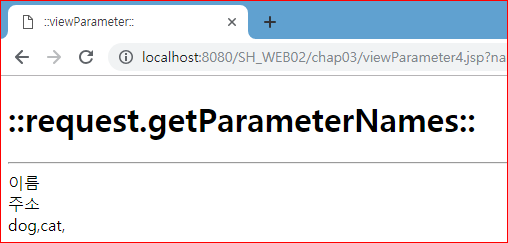 ::viewParameter::
localhost:8080/SH_WEB02/chap03/viewParameter4.jsp?na
::request.getParameterNames::
이름
주소
dog,cat,